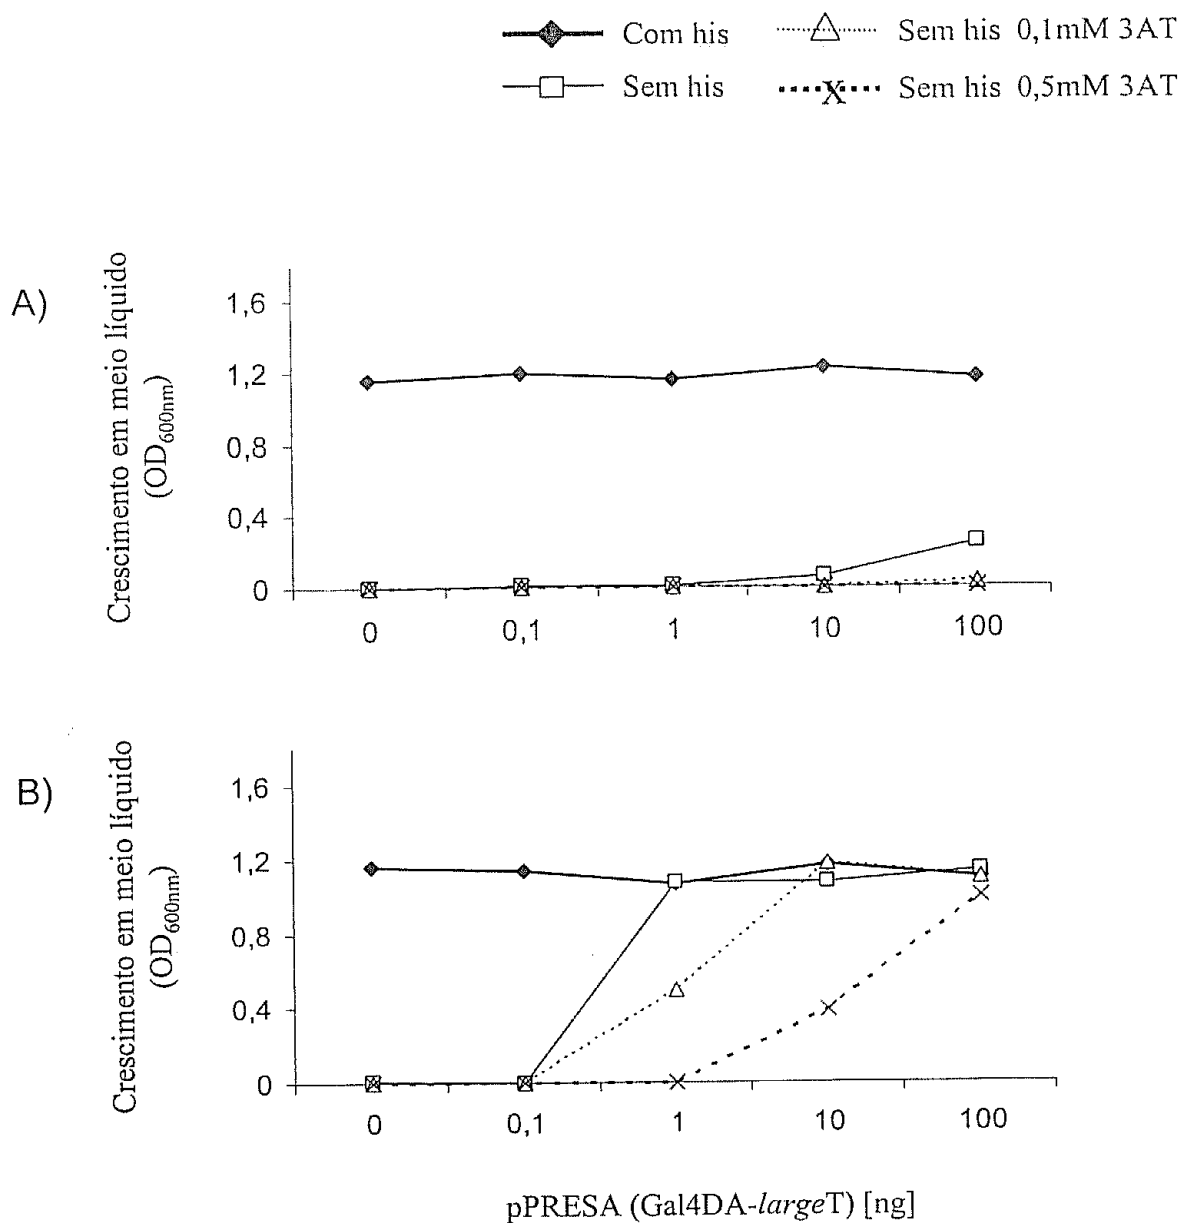 Com his
Sem his 0,1mM 3AT
Sem his
X
Sem his 0,5mM 3AT
A)
Crescimento em meio líquido
(OD600nm)
1,6
1,2
0,8
0,4
0
0 0,1 1 10 100
B)
Crescimento em meio líquido
(OD600nm)
1,6
1,2
0,8
0,4
0
0 0,1 1 10 100
pPRESA (Gal4DA-largeT) [ng]